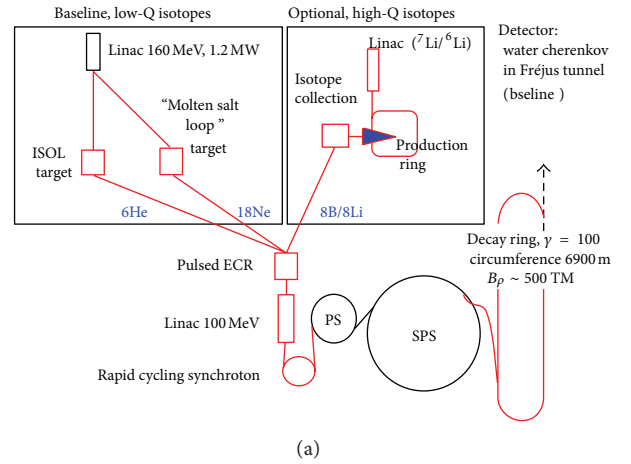 Baseline, low-Q isotopes
Optional, high-Q isotopes
Linac 160 MeV, 1.2 MW
"Molten salt
loop "
target
ISOL
target
6He
18Ne
Linac (⁷Li/⁶Li)
Isotope
collection
Production
ring
8B/8Li
Detector:
water cherenkov
in Fréjus tunnel
(bseline )
Decay ring, γ = 100
circumference 6900 m
Bρ ~ 500 TM
Pulsed ECR
Linac 100 MeV
PS
SPS
Rapid cycling synchroton
(a)